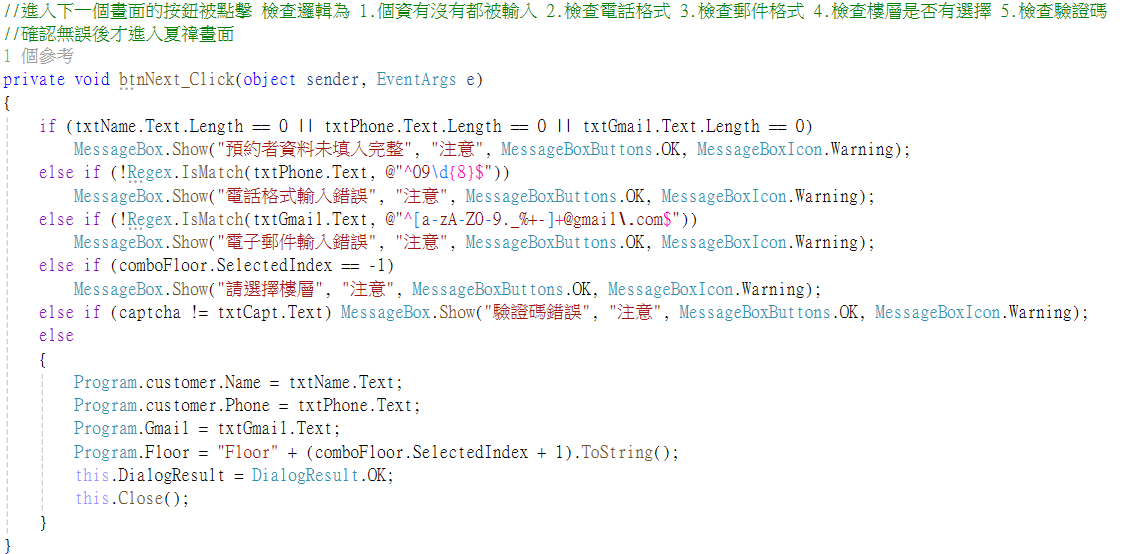 //進入下一個畫面的按鈕被點擊 檢查邏輯為 1.個資有沒有都被輸入 2.檢查電話格式 3.檢查郵件格式 4.檢查樓層是否有選擇 5.檢查驗證碼
//確認無誤後才進入夏禕畫面
1 個參考
private void btnNext_Click(object sender, EventArgs e)
{
if (txtName.Text.Length == 0 || txtPhone.Text.Length == 0 || txtGmail.Text.Length == 0)
MessageBox.Show("預約者資料未填入完整", "注意", MessageBoxButtons.OK, MessageBoxIcon.Warning);
else if (!Regex.IsMatch(txtPhone.Text, @"^09\d{8}$"))
MessageBox.Show("電話格式輸入錯誤", "注意", MessageBoxButtons.OK, MessageBoxIcon.Warning);
else if (!Regex.IsMatch(txtGmail.Text, @"^[a-zA-Z0-9._%+-]+@gmail\.com$"))
MessageBox.Show("電子郵件輸入錯誤", "注意", MessageBoxButtons.OK, MessageBoxIcon.Warning);
else if (comboFloor.SelectedIndex == -1)
MessageBox.Show("請選擇樓層", "注意", MessageBoxButtons.OK, MessageBoxIcon.Warning);
else if (captcha != txtCapt.Text) MessageBox.Show("驗證碼錯誤", "注意", MessageBoxButtons.OK, MessageBoxIcon.Warning);
else
{
Program.customer.Name = txtName.Text;
Program.customer.Phone = txtPhone.Text;
Program.Gmail = txtGmail.Text;
Program.Floor = "Floor" + (comboFloor.SelectedIndex + 1).ToString();
this.DialogResult = DialogResult.OK;
this.Close();
}
}